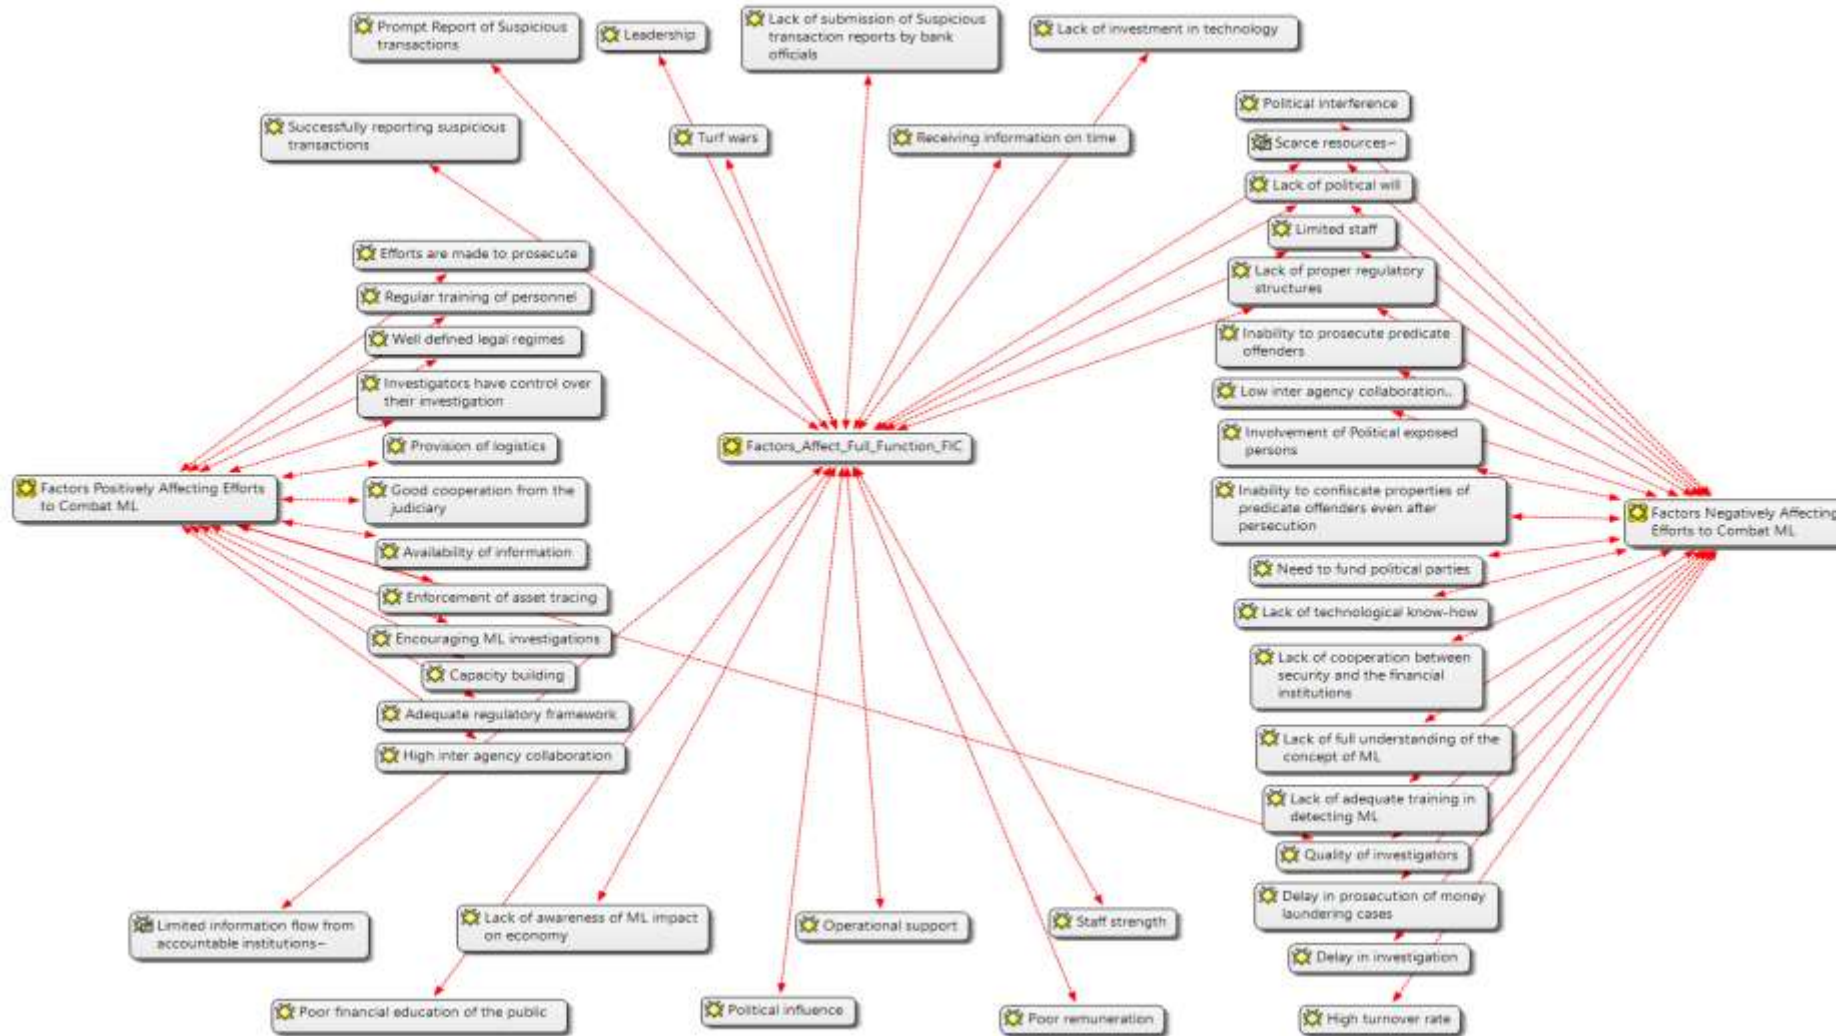 Prompt Report of Suspicious
transactions
Leadership
Lack of submission of Suspicious
transaction reports by bank
officials
Lack of investment in technology
Successfully reporting suspicious
transactions
Turf wars
Receiving information on time
Political interference
Scarce resources~
Lack of political will
Limited staff
Lack of proper regulatory
structures
Inability to prosecute predicate
offenders
Low inter agency collaboration..
Involvement of Political exposed
persons
Inability to confiscate properties of
predicate offenders even after
persecution
Need to fund political parties
Lack of technological know-how
Lack of cooperation between
security and the financial
institutions
Lack of full understanding of the
concept of ML
Lack of adequate training in
detecting ML
Quality of investigators
Delay in prosecution of money
laundering cases
Delay in investigation
High turnover rate
Factors Negatively Affecting
Efforts to Combat ML
Efforts are made to prosecute
Regular training of personnel
Well defined legal regimes
Investigators have control over
their investigation
Provision of logistics
Good cooperation from the
judiciary
Availability of information
Enforcement of asset tracing
Encouraging ML investigations
Capacity building
Adequate regulatory framework
High inter agency collaboration
Factors Positively Affecting Efforts
to Combat ML
Factors_Affect_Full_Function_FIC
Limited information flow from
accountable institutions~
Lack of awareness of ML impact
on economy
Operational support
Staff strength
Poor financial education of the public
Political influence
Poor remuneration